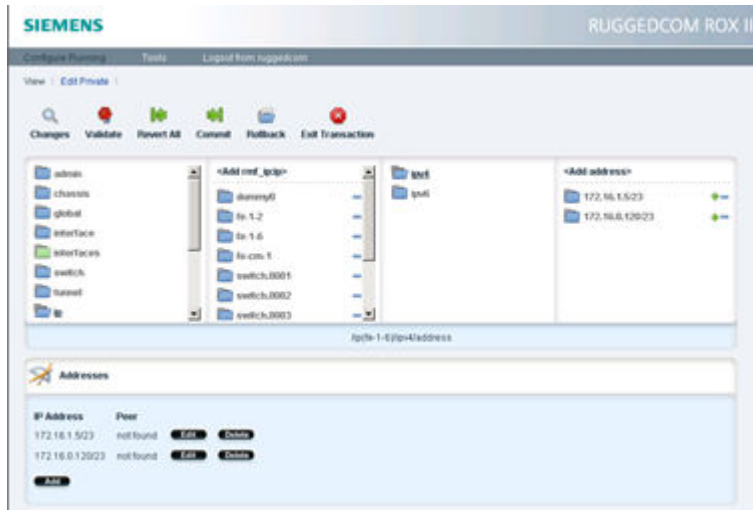 SIEMENS
RUGGEDCOM ROX II
Configure Running Tools Logout from ruggedcom
View Edit Private
Changes Validate Revert All Commit Rollback Exit Transaction
admin
chassis
global
interface
interfaces
switch
tunnel
ip
<Add rmf_ipcip>
dummy0
fe-1-2
fe-1-6
fe-cm-1
switch.0001
switch.0002
switch.0003
ipv4
ipv6
<Add address>
172.16.1.5/23
172.16.0.120/23
/ip{fe-1-6}/ipv4/address
Addresses
IP Address Peer
172.16.1.5/23 not found Edit Delete
172.16.0.120/23 not found Edit Delete
Add